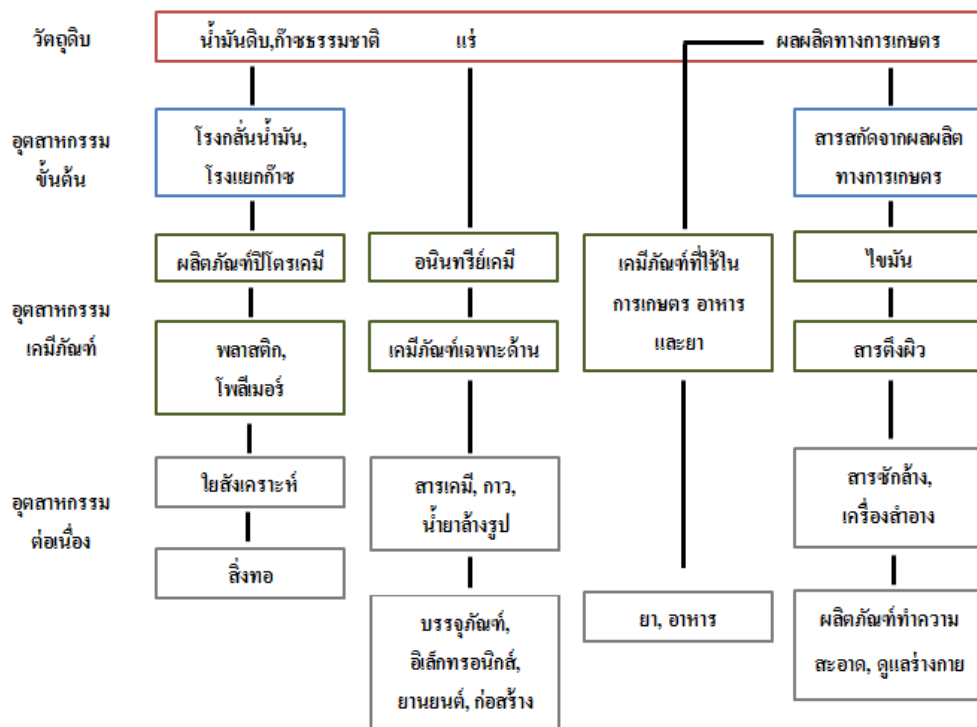 วัตถุดิบ
น้ำมันดิบ,ก๊าซธรรมชาติ
แร่
ผลผลิตทางการเกษตร
อุตสาหกรรม
ขั้นต้น
โรงกลั่นน้ำมัน,
โรงแยกก๊าซ
สารสกัดจากผลผลิต
ทางการเกษตร
อุตสาหกรรม
เคมีภัณฑ์
ผลิตภัณฑ์ปิโตรเคมี
อนินทรีย์เคมี
เคมีภัณฑ์ที่ใช้ใน
การเกษตร อาหาร
และยา
ไขมัน
พลาสติก,
โพลีเมอร์
เคมีภัณฑ์เฉพาะด้าน
สารตึงผิว
อุตสาหกรรม
ต่อเนื่อง
ใยสังเคราะห์
สารเคมี, กาว,
น้ำยาล้างรูป
สารซักล้าง,
เครื่องสำอาง
สิ่งทอ
บรรจุภัณฑ์,
อิเล็กทรอนิกส์,
ยานยนต์, ก่อสร้าง
ยา, อาหาร
ผลิตภัณฑ์ทำความ
สะอาด, ดูแลร่างกาย